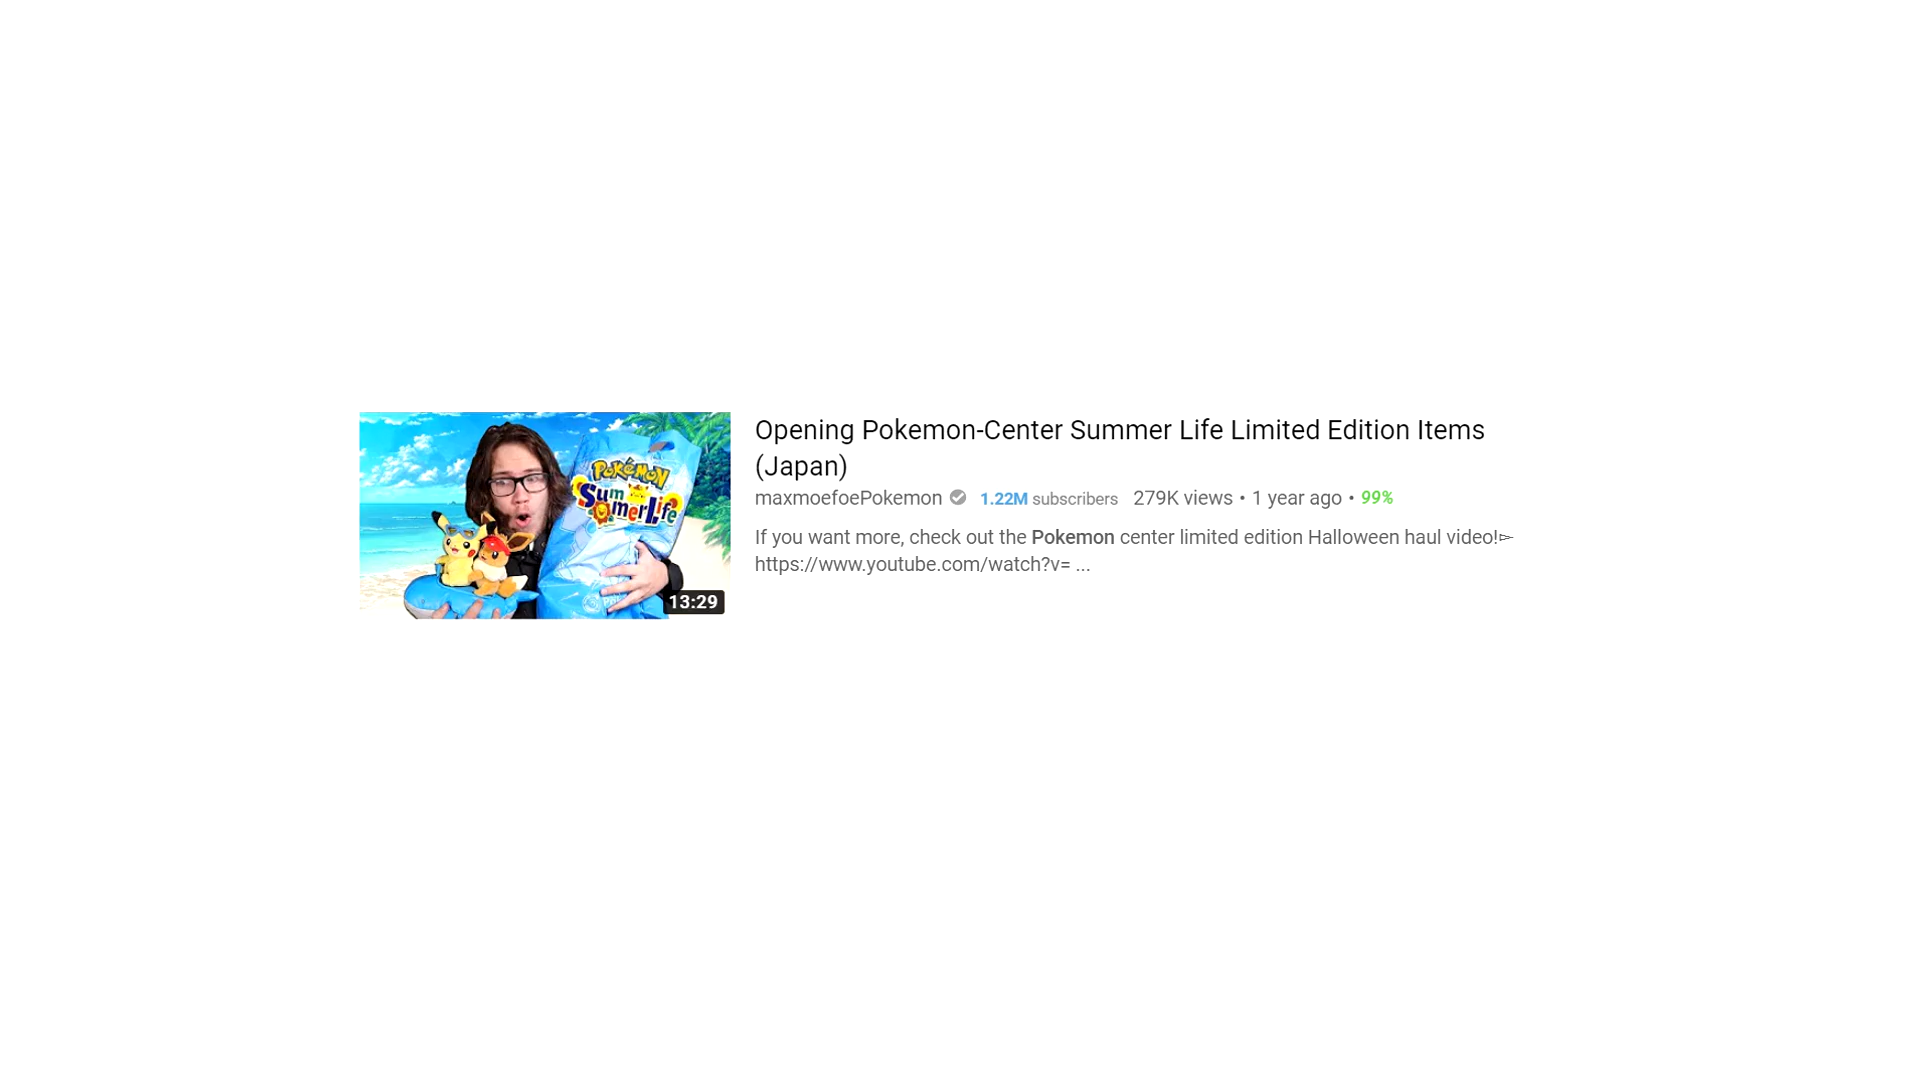 POKéMON
Summer Life
13:29
Opening Pokemon-Center Summer Life Limited Edition Items
(Japan)
maxmoefoePokemon 1.22M subscribers 279K views • 1 year ago • 99%
If you want more, check out the Pokemon center limited edition Halloween haul video!▻
https://www.youtube.com/watch?v= ...